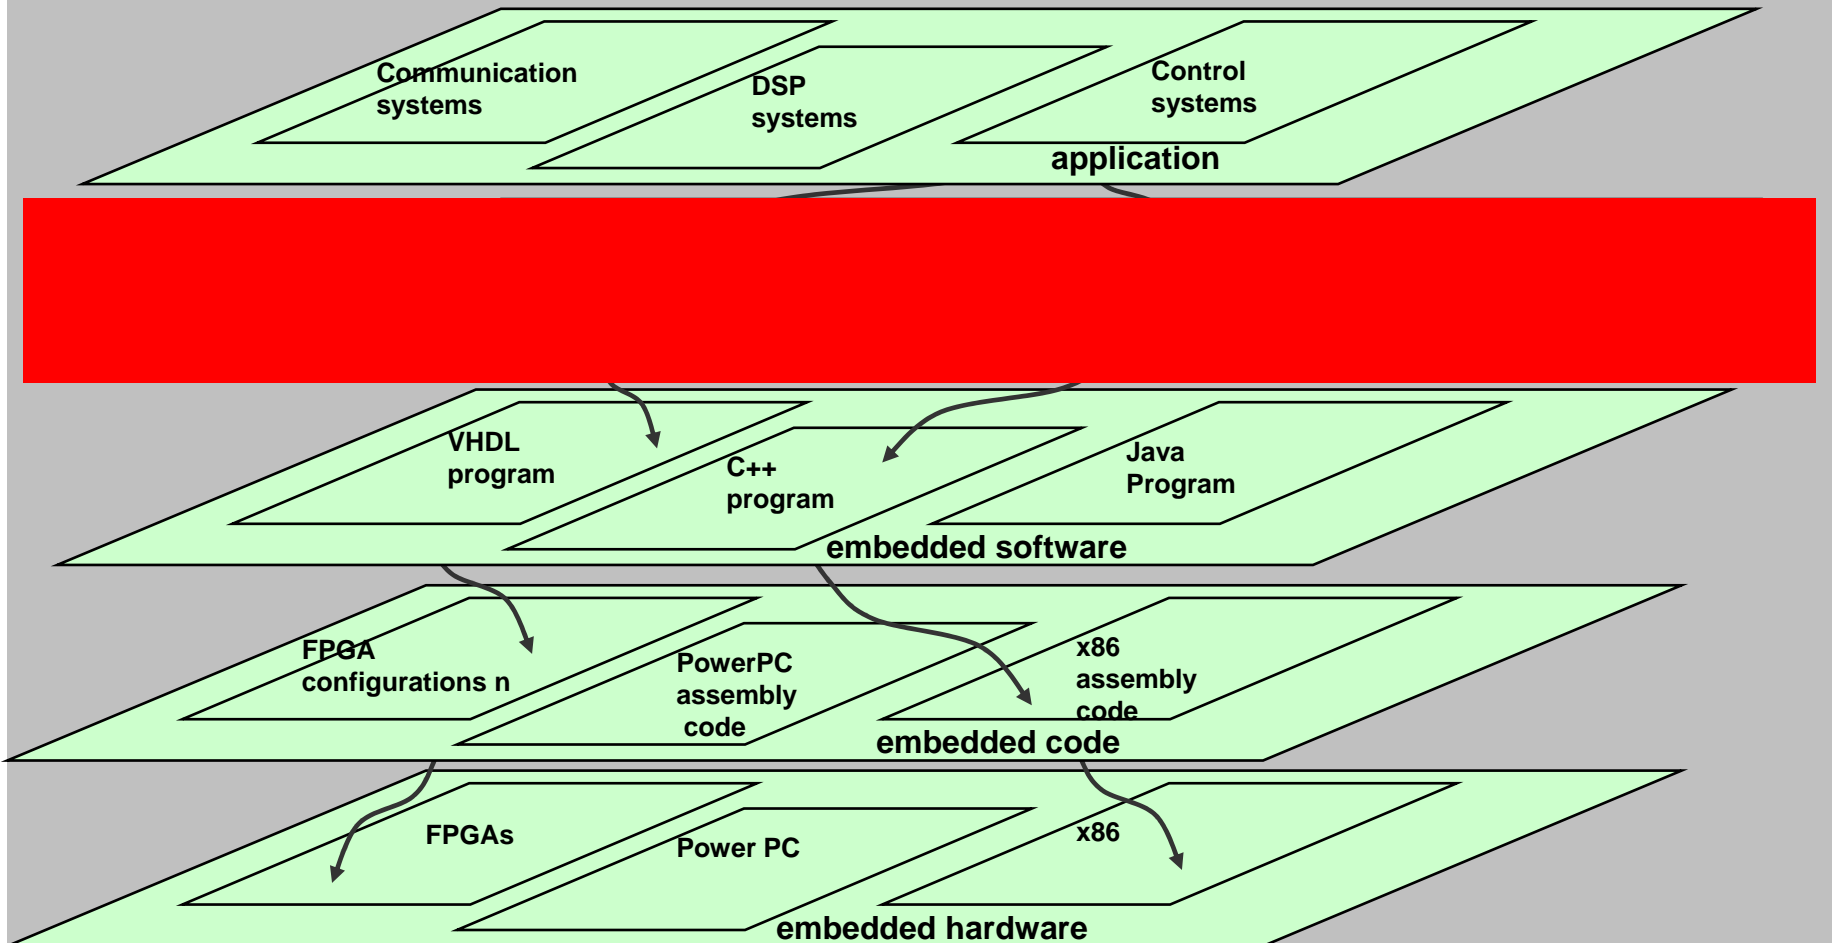 Communication
systems
DSP
systems
Control
systems
application
VHDL
program
C++
program
Java
Program
embedded software
FPGA
configurations n
PowerPC
assembly
code
x86
assembly
code
embedded code
FPGAs
Power PC
x86
embedded hardware